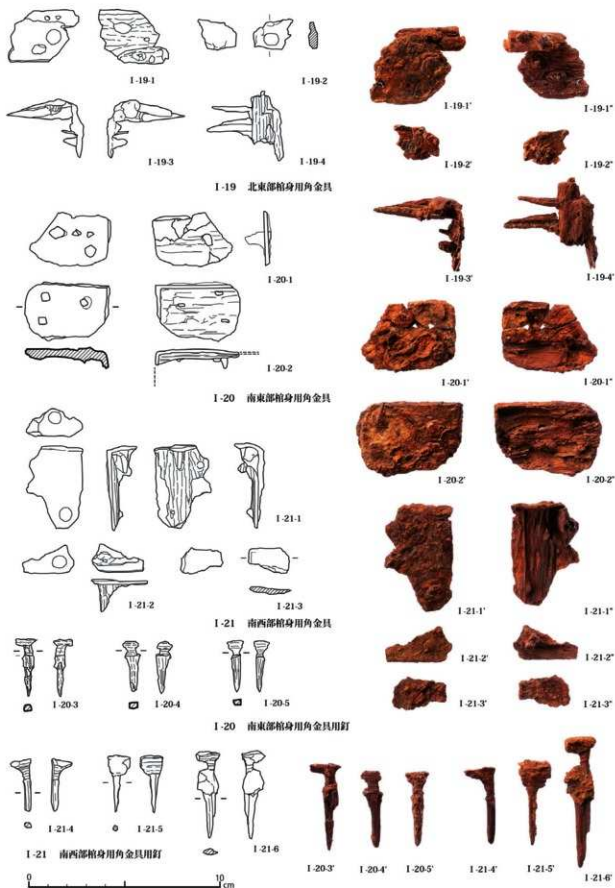 I-19-1
I-19-2
I-19-3
I-19-4
I-19 北東部棺身用角金具
I-20-1
I-20-2
I-20 南東部棺身用角金具
I-21-1
I-21-2
I-21-3
I-21 南西部棺身用角金具
I-20-3
I-20-4
I-20-5
I-20 南東部棺身用角金具用釘
I-21-4
I-21-5
I-21-6
I-21 南西部棺身用角金具用釘
0 10
cm
I-19-1' I-19-1"
I-19-2' I-19-2"
I-19-3' I-19-4'
I-20-1' I-20-1"
I-20-2' I-20-2"
I-21-1' I-21-1"
I-21-2' I-21-2"
I-21-3' I-21-3"
I-20-3' I-20-4' I-20-5' I-21-4' I-21-5' I-21-6'